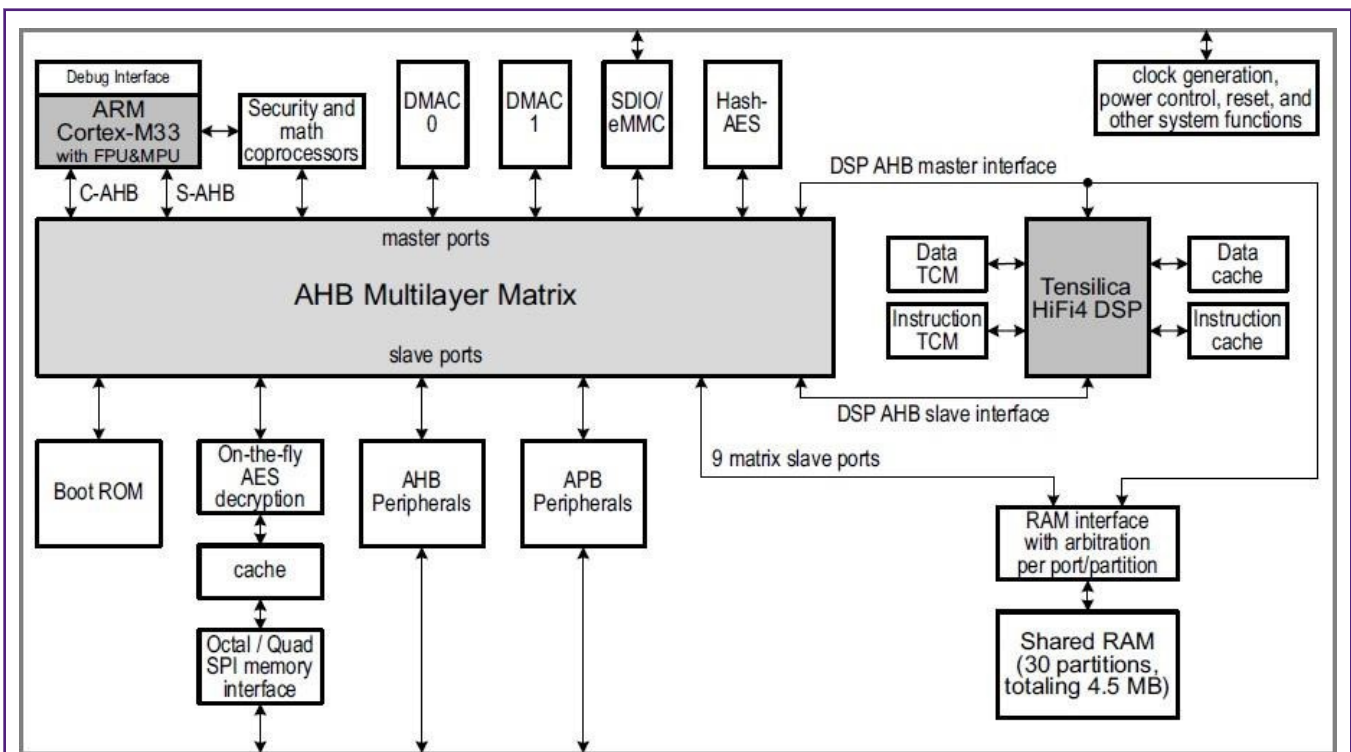 Debug Interface
ARM
Cortex-M33
with FPU&MPU
Security and
math
coprocessors
DMAC
0
DMAC
1
SDIO/
eMMC
Hash-
AES
clock generation,
power control, reset, and
other system functions
C-AHB
S-AHB
DSP AHB master interface
master ports
AHB Multilayer Matrix
slave ports
Data
TCM
Instruction
TCM
Tensilica
HiFi4 DSP
Data
cache
Instruction
cache
DSP AHB slave interface
9 matrix slave ports
Boot ROM
On-the-fly
AES
decryption
AHB
Peripherals
APB
Peripherals
cache
Octal / Quad
SPI memory
interface
RAM interface
with arbitration
per port/partition
Shared RAM
(30 partitions,
totaling 4.5 MB)